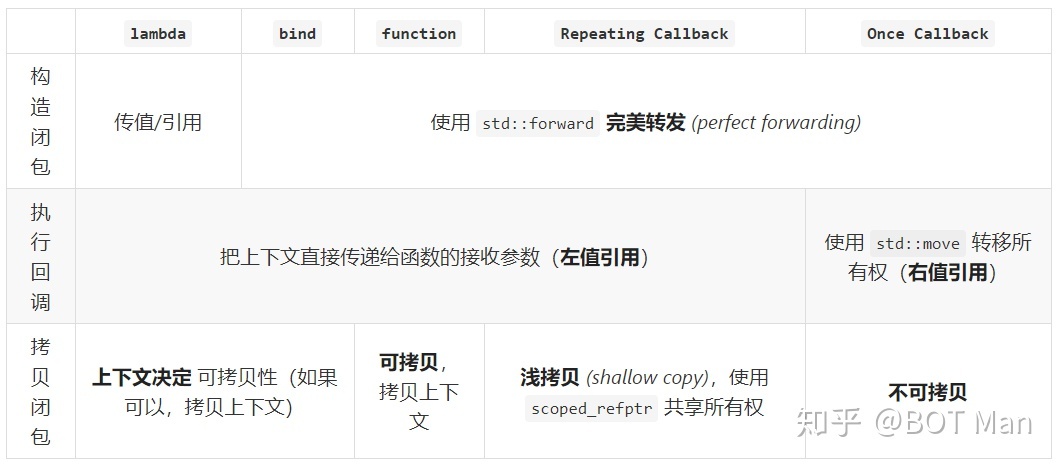 lambda bind function Repeating Callback Once Callback
构
造
闭
包
传值/引用
使用 std::forward 完美转发 (perfect forwarding)
执
行
回
调
把上下文直接传递给函数的接收参数（左值引用）
使用 std::move 转移所
有权（右值引用）
拷
贝
闭
包
上下文决定 可拷贝性（如果
可以，拷贝上下文）
可拷贝，
拷贝上下
文
浅拷贝 (shallow copy)，使用
scoped_refptr 共享所有权
不可拷贝
知乎 @BOT Man